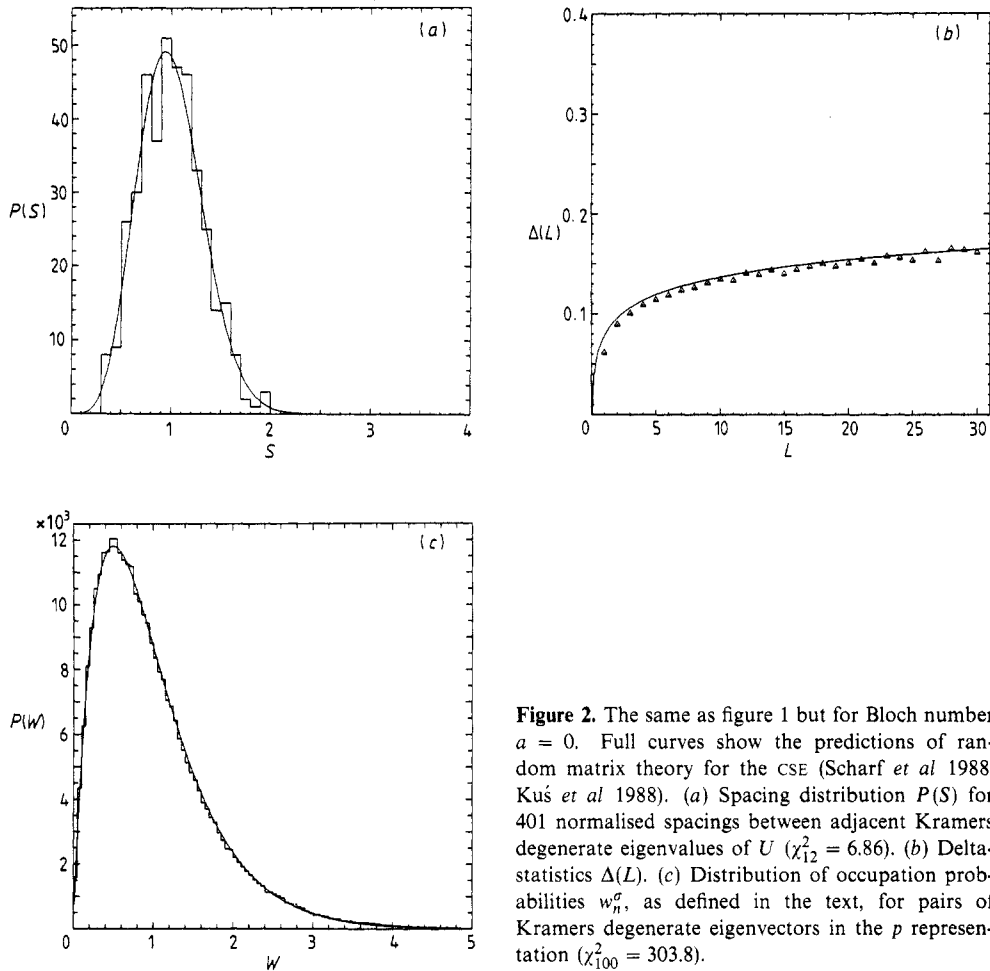 (a)
50
40
30
20
10
P(S)
0 1 2 3 4
S
(b)
0.4
0.3
0.2
0.1
Δ(L)
0 5 10 15 20 25 30
L
×10³
(c)
12
10
8
6
4
2
P(W)
0 1 2 3 4 5
W
Figure 2. The same as figure 1 but for Bloch number
a = 0. Full curves show the predictions of ran-
dom matrix theory for the CSE (Scharf et al 1988
Kuś et al 1988). (a) Spacing distribution P(S) for
401 normalised spacings between adjacent Kramers
degenerate eigenvalues of U (χ²₁₂ = 6.86). (b) Delta-
statistics Δ(L). (c) Distribution of occupation prob-
abilities wₙᵟ, as defined in the text, for pairs of
Kramers degenerate eigenvectors in the p represen-
tation (χ²₁₀₀ = 303.8).